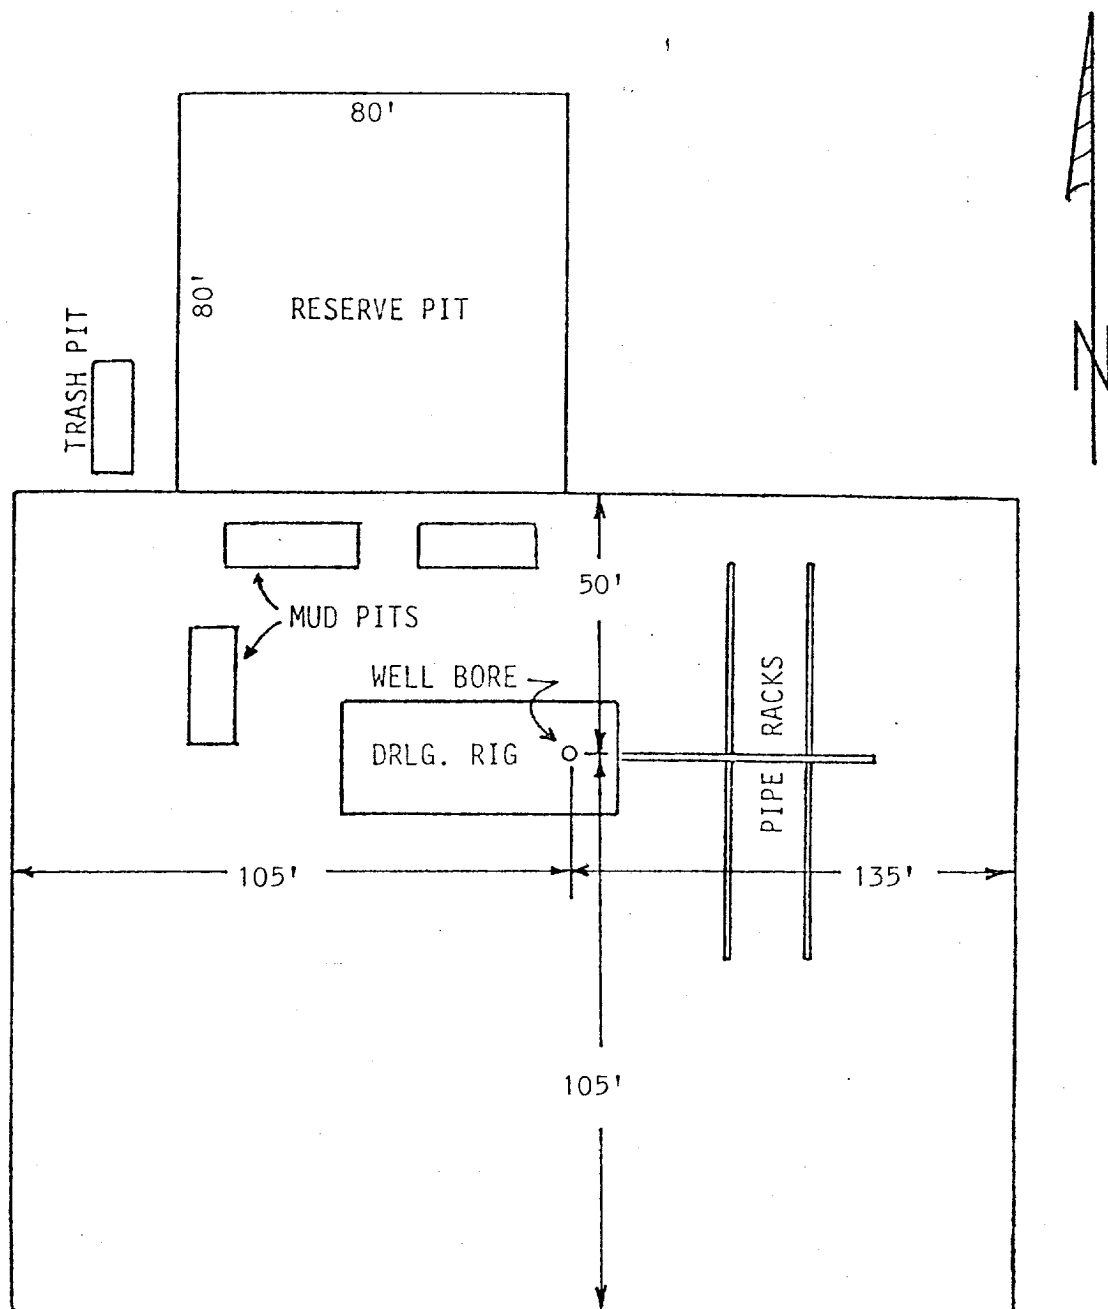 80'
80'
RESERVE PIT
TRASH PIT
N
50'
MUD PITS
WELL BORE
DRLG. RIG
PIPE RACKS
105'
135'
105'